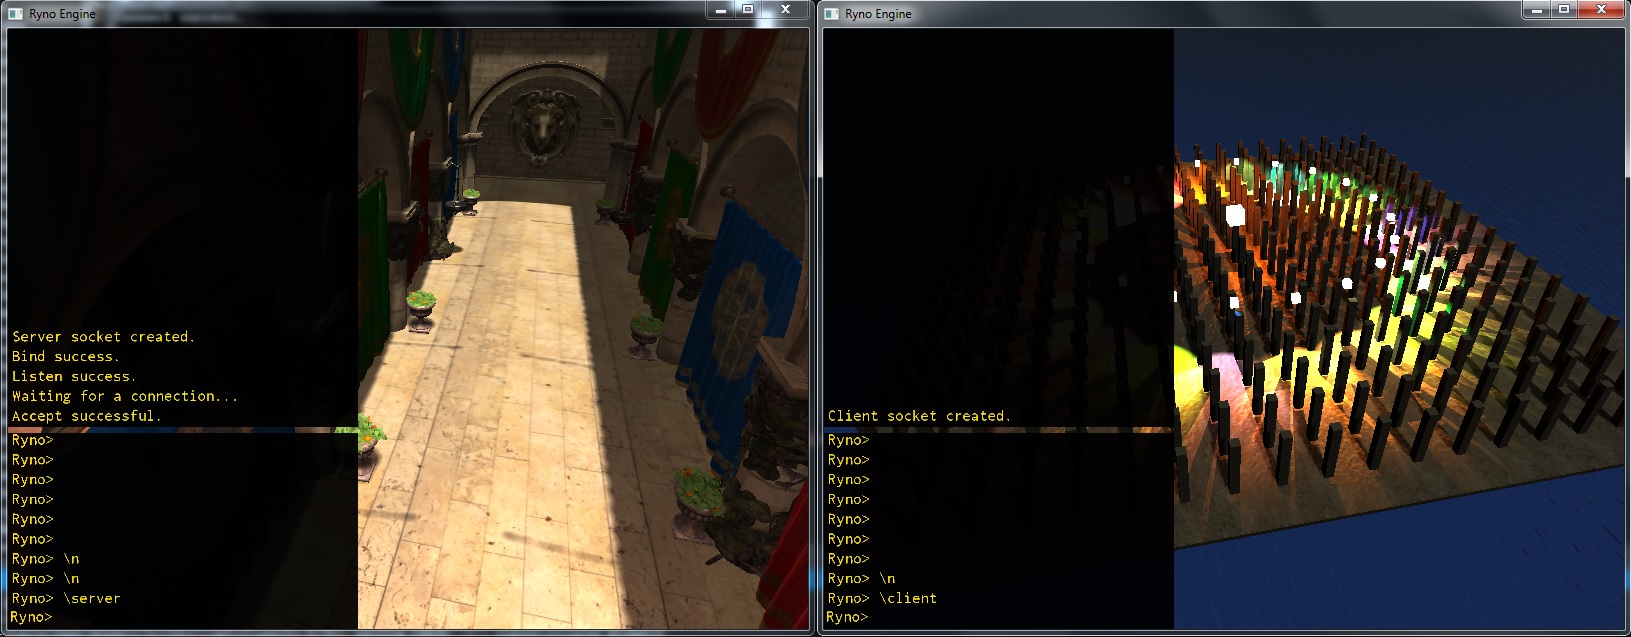 Ryno Engine
Server socket created.
Bind success.
Listen success.
Waiting for a connection...
Accept successful.
Ryno>
Ryno>
Ryno>
Ryno>
Ryno>
Ryno>
Ryno> \n
Ryno> \n
Ryno> \server
Ryno>
Ryno Engine
Client socket created.
Ryno>
Ryno>
Ryno>
Ryno>
Ryno>
Ryno>
Ryno>
Ryno> \n
Ryno> \client
Ryno>